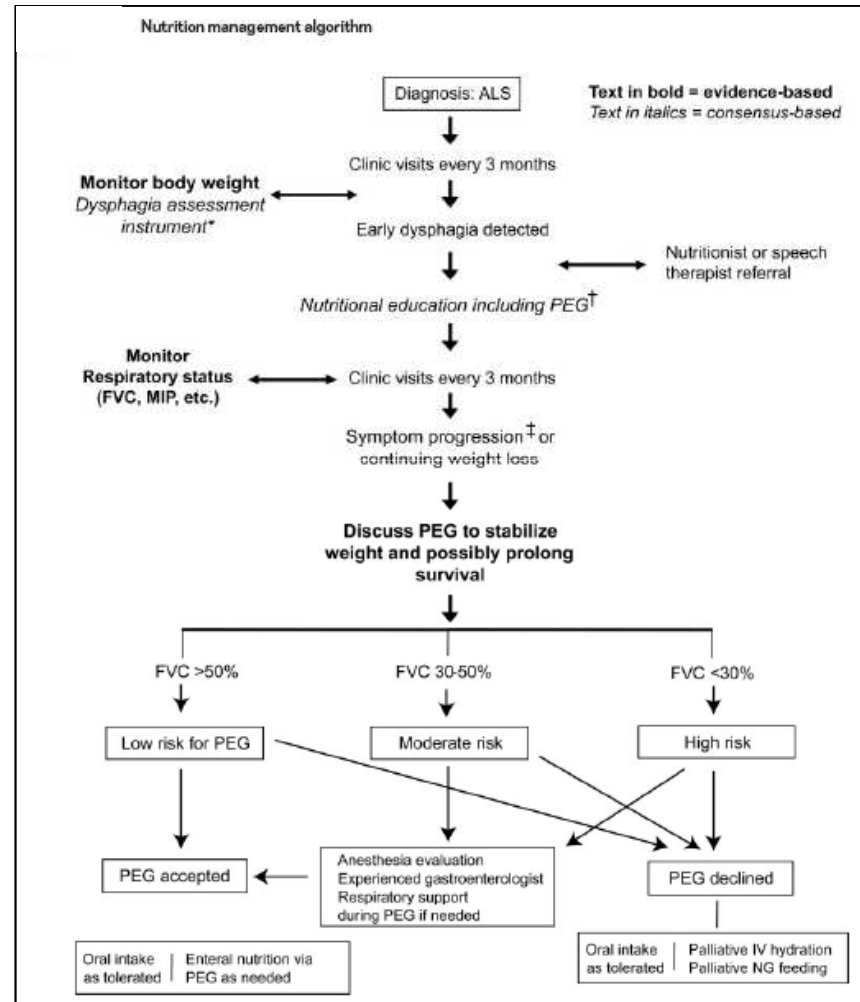 Nutrition management algorithm
Diagnosis: ALS
Text in bold = evidence-based
Text in italics = consensus-based
Clinic visits every 3 months
Monitor body weight
Dysphagia assessment
instrument*
Early dysphagia detected
Nutritionist or speech
therapist referral
Nutritional education including PEG†
Monitor
Respiratory status
(FVC, MIP, etc.)
Clinic visits every 3 months
Symptom progression‡ or
continuing weight loss
Discuss PEG to stabilize
weight and possibly prolong
survival
FVC >50%
FVC 30-50%
FVC <30%
Low risk for PEG
Moderate risk
High risk
PEG accepted
Anesthesia evaluation
Experienced gastroenterologist
Respiratory support
during PEG if needed
PEG declined
Oral intake
as tolerated
Enteral nutrition via
PEG as needed
Oral intake
as tolerated
Palliative IV hydration
Palliative NG feeding